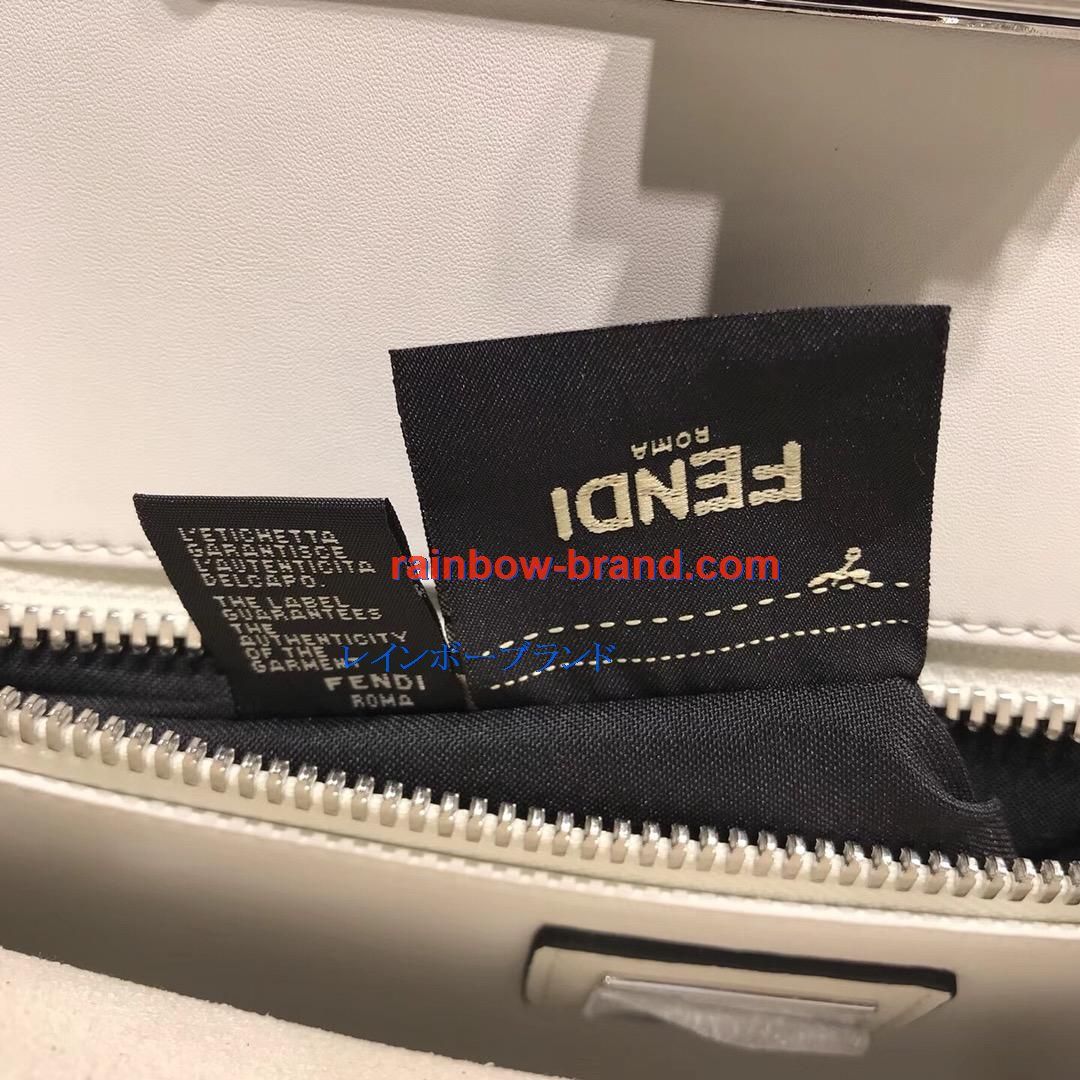 L'ETICHETTA
GARANTISCE
L'AUTENTICITA
DELCAPO.
THE LABEL
GUARANTEES
THE
AUTHENTICITY
OF THE
GARMENT
FENDI
ROMA
FENDI
ROMA
rainbow-brand.com
レインボーブランド